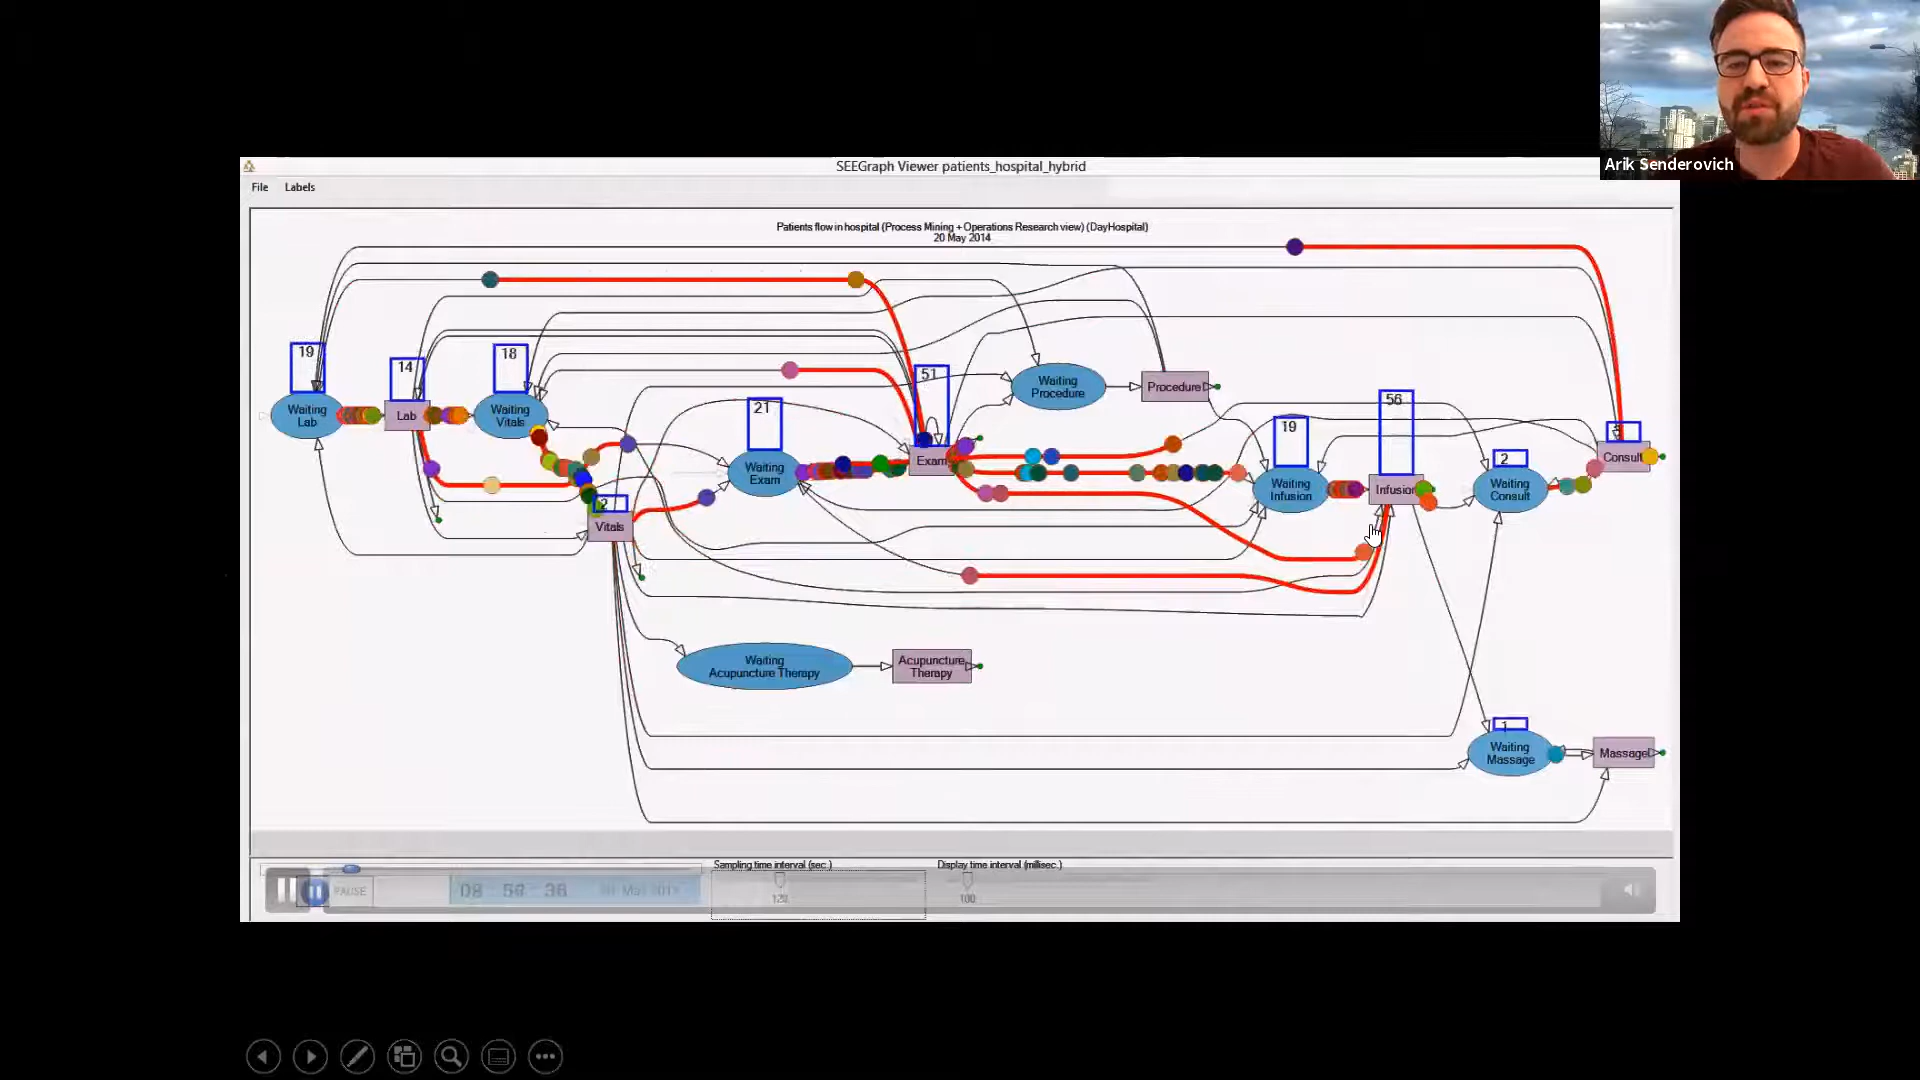 SEEGraph Viewer patients_hospital_hybrid
Arik Senderovich
File Labels
Patients flow in hospital (Process Mining + Operations Research view) (DayHospital)
20 May 2014
19
Waiting
Lab
14
Lab
18
Waiting
Vitals
2
Vitals
21
Waiting
Exam
51
Exam
Waiting
Procedure
Procedure
19
Waiting
Infusion
56
Infusion
2
Waiting
Consult
Consult
Waiting
Acupuncture Therapy
Acupuncture
Therapy
1
Waiting
Massage
Massage
Sampling time interval (sec.)
Display time interval (millisec.)
PAUSE
120
100